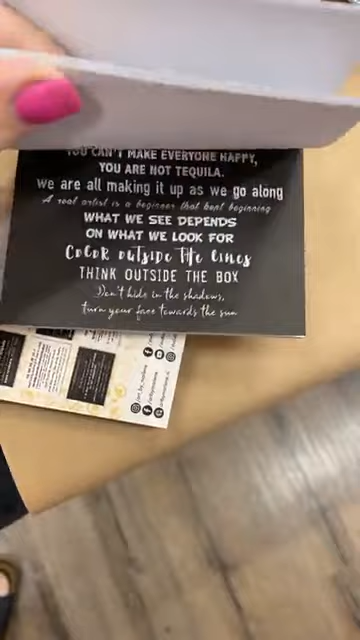 YOU CAN'T MAKE EVERYONE HAPPY,
YOU ARE NOT TEQUILA.
we are all making it up as we go along
A real artist is a beginner that kept beginning
WHAT WE SEE DEPENDS
ON WHAT WE LOOK FOR
COLOR OUTSIDE THE LINES
THINK OUTSIDE THE BOX
Don't hide in the shadows,
turn your face towards the sun